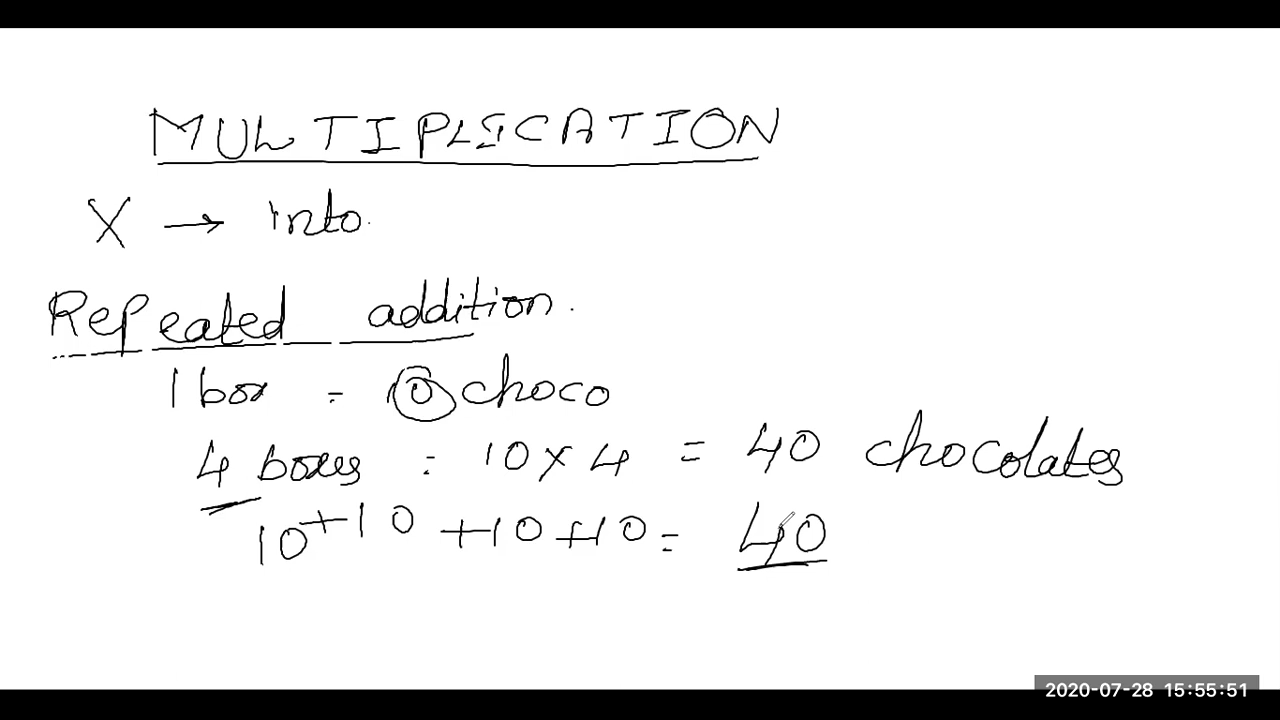 MULTIPLICATION
X → into.
Repeated addition.
1 box = 10 choco
4 boxes = 10 x 4 = 40 chocolates
10 + 10 + 10 + 10 = 40
2020-07-28 15:55:51